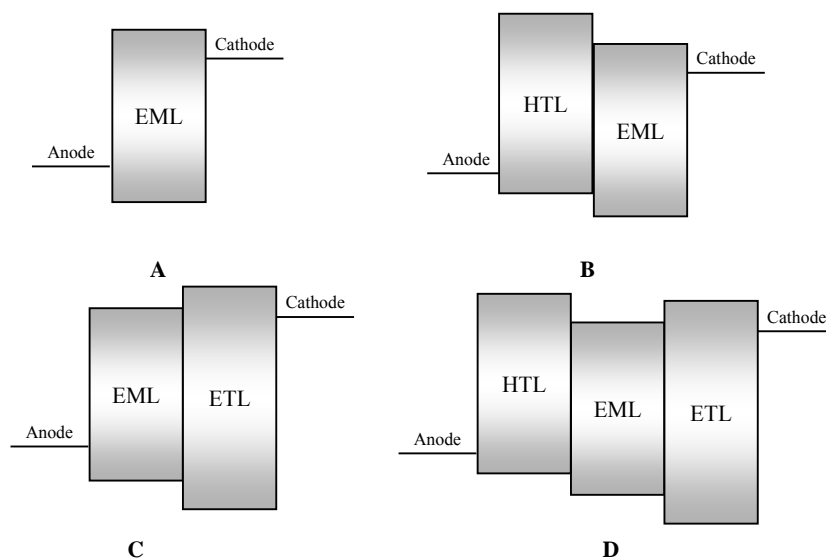 Cathode
EML
Anode
A
Cathode
HTL
EML
Anode
B
Cathode
EML
ETL
Anode
C
Cathode
HTL
EML
ETL
Anode
D